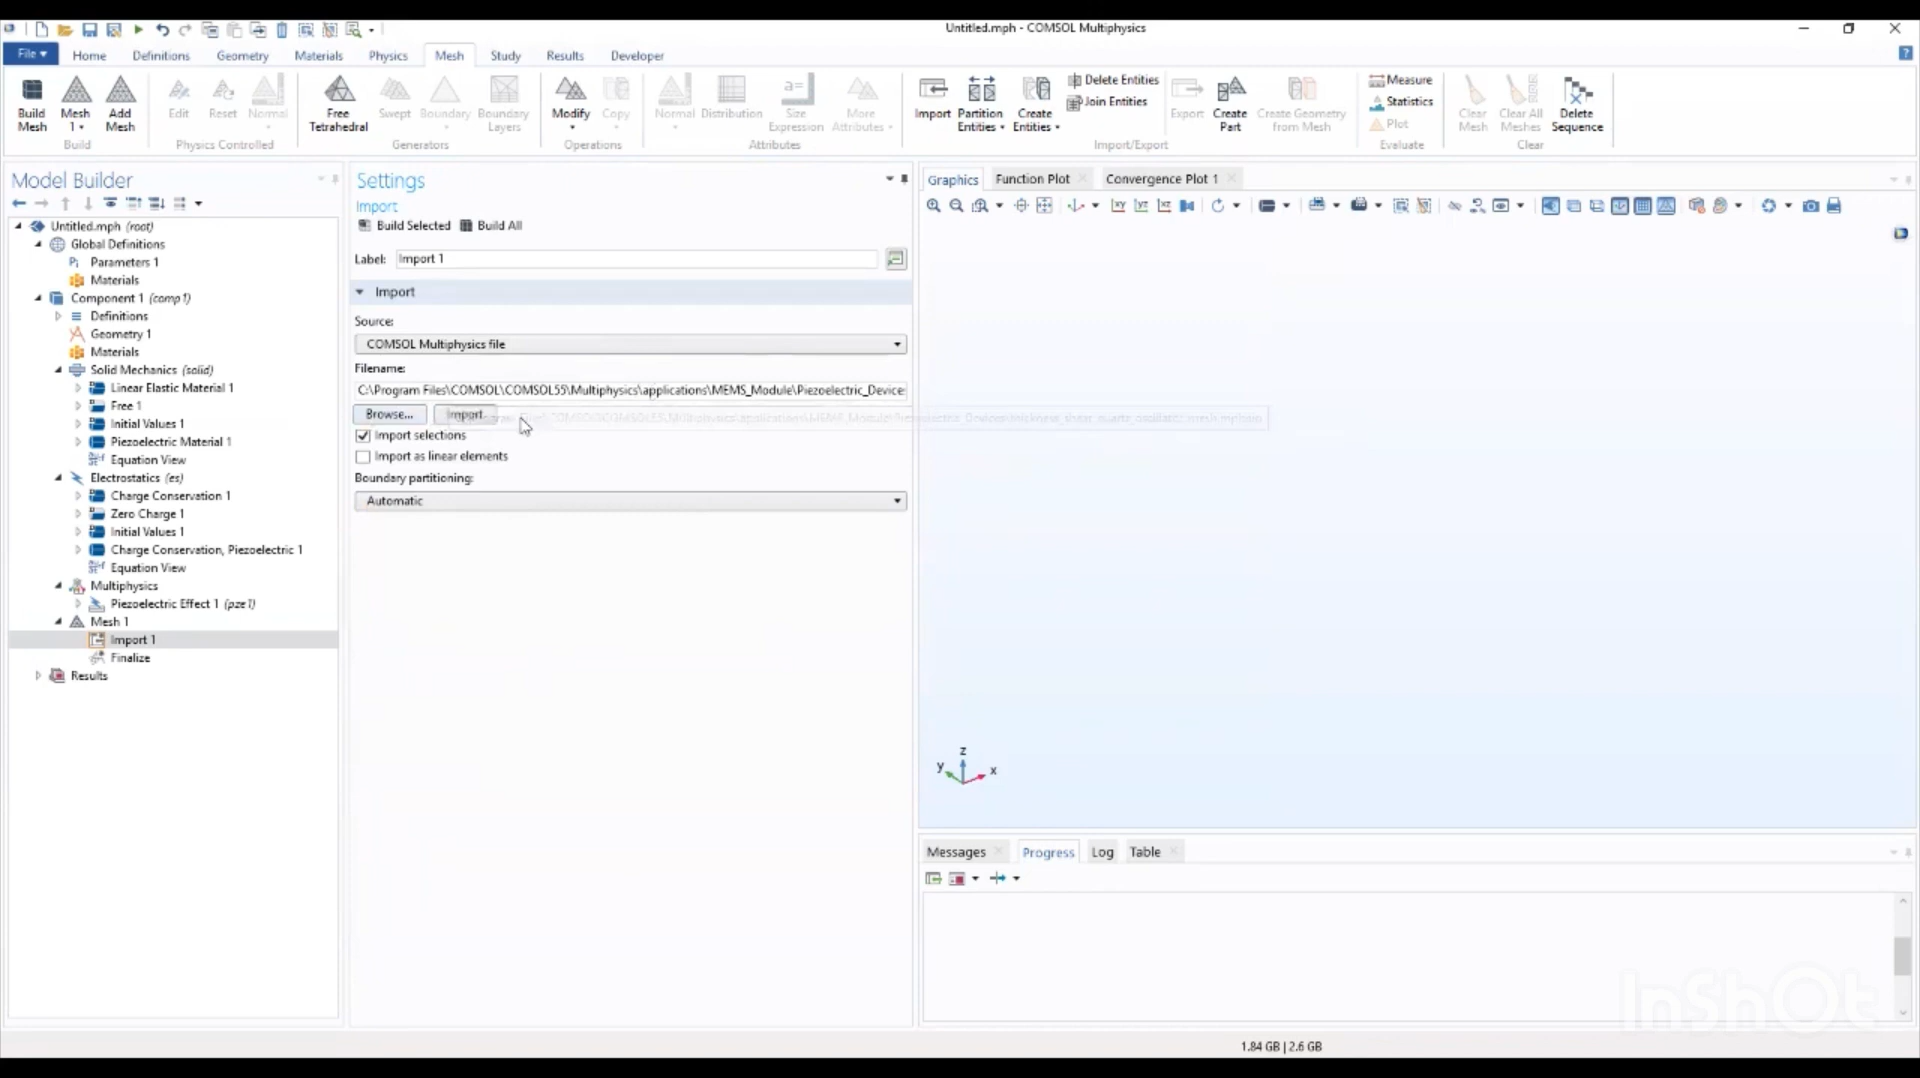 Untitled.mph - COMSOL Multiphysics
File Home Definitions Geometry Materials Physics Mesh Study Results Developer
Build Mesh
Mesh 1
Add Mesh
Build
Edit
Reset
Normal
Physics Controlled
Free Tetrahedral
Swept
Boundary
Boundary Layers
Generators
Modify
Copy
Operations
Normal
Distribution
a=
Size Expression
More Attributes
Attributes
Import
Partition Entities
Create Entities
Delete Entities
Join Entities
Export
Create Part
Create Geometry from Mesh
Import/Export
Measure
Statistics
Plot
Evaluate
Clear Mesh
Clear All Meshes
Delete Sequence
Clear
Model Builder
Untitled.mph (root)
Global Definitions
Pi Parameters 1
Materials
Component 1 (comp1)
Definitions
Geometry 1
Materials
Solid Mechanics (solid)
Linear Elastic Material 1
Free 1
Initial Values 1
Piezoelectric Material 1
Equation View
Electrostatics (es)
Charge Conservation 1
Zero Charge 1
Initial Values 1
Charge Conservation, Piezoelectric 1
Equation View
Multiphysics
Piezoelectric Effect 1 (pze1)
Mesh 1
Import 1
Finalize
Results
Settings
Import
Build Selected Build All
Label: Import 1
Import
Source:
COMSOL Multiphysics file
Filename:
C:\Program Files\COMSOL\COMSOL55\Multiphysics\applications\MEMS_Module\Piezoelectric_Device
Browse... Import
Import selections
Import as linear elements
Boundary partitioning:
Automatic
Graphics Function Plot Convergence Plot 1
xy yz xz
z
y
x
Messages Progress Log Table
InShOt
1.84 GB | 2.6 GB